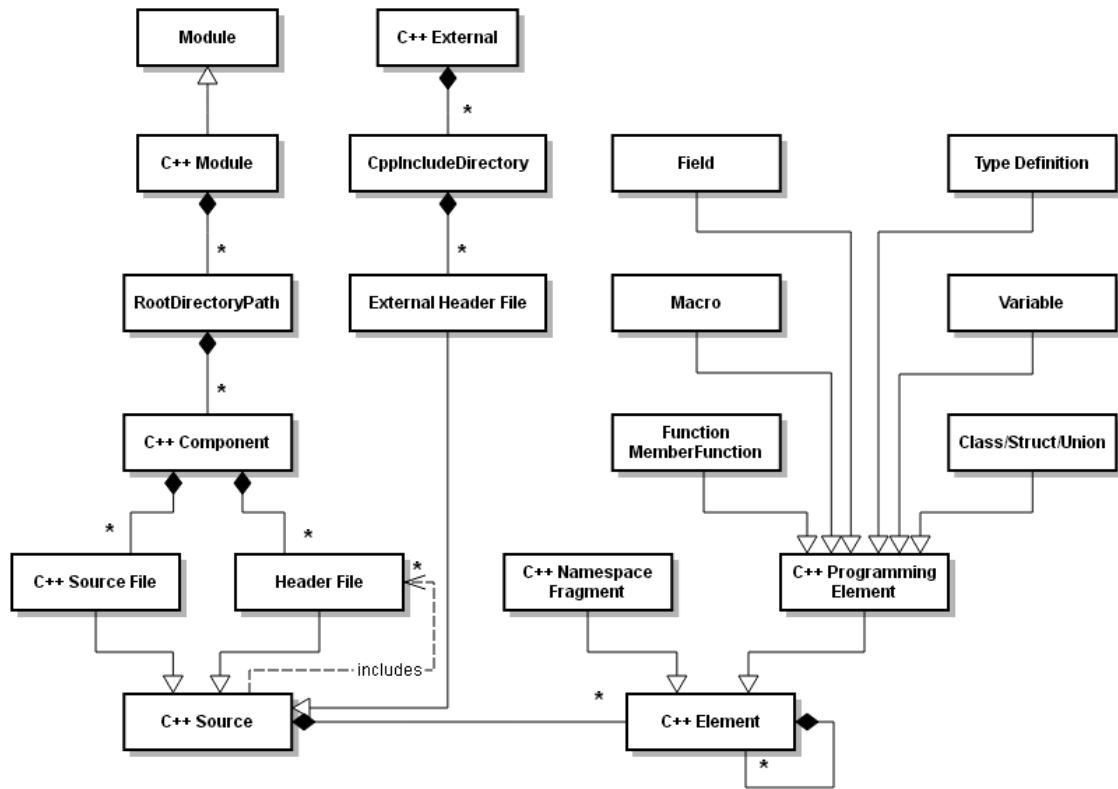 Module
C++ External
*
C++ Module
CppIncludeDirectory
Field
Type Definition
*
*
RootDirectoryPath
External Header File
Macro
Variable
*
C++ Component
Function
MemberFunction
Class/Struct/Union
*
*
*
C++ Source File
Header File
C++ Namespace
Fragment
C++ Programming
Element
includes
*
C++ Source
C++ Element
*